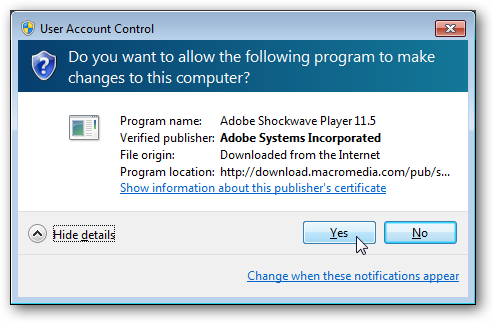 User Account Control
Do you want to allow the following program to make
changes to this computer?
Program name: Adobe Shockwave Player 11.5
Verified publisher: Adobe Systems Incorporated
File origin: Downloaded from the Internet
Program location: http://download.macromedia.com/pub/s...
Show information about this publisher's certificate
Hide details
Yes
No
Change when these notifications appear